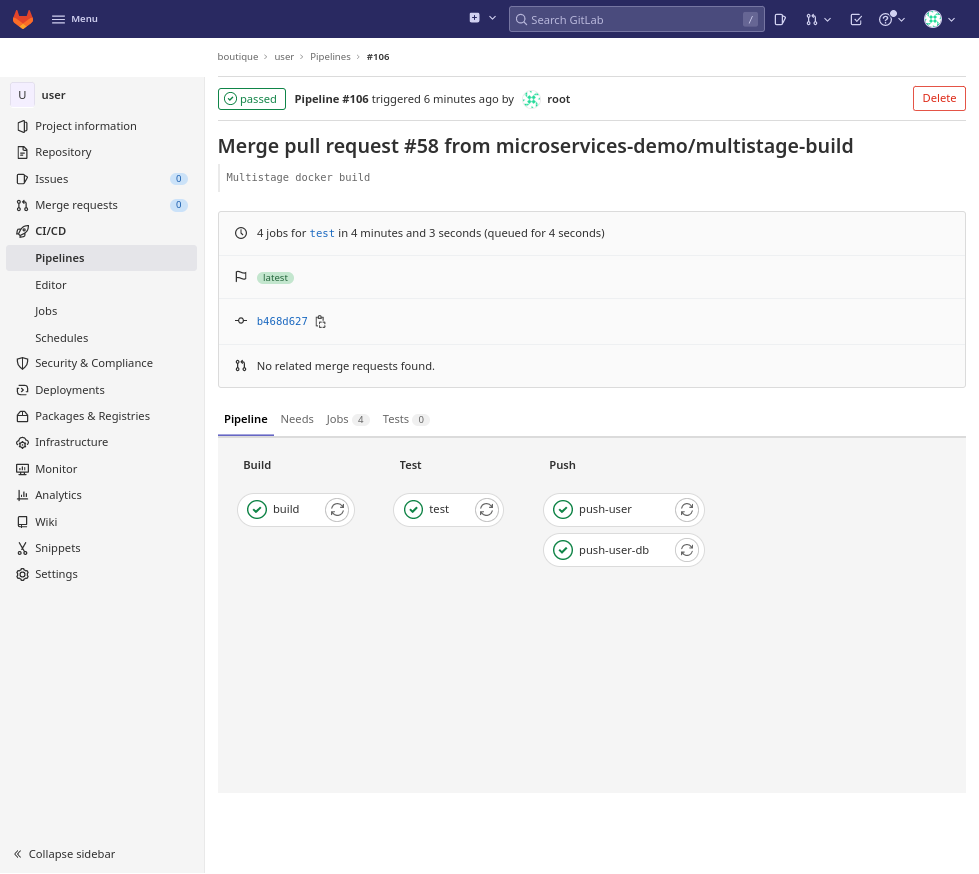 Menu
Search GitLab
/
boutique › user › Pipelines › #106
U user
Project information
Repository
Issues 0
Merge requests 0
CI/CD
Pipelines
Editor
Jobs
Schedules
Security & Compliance
Deployments
Packages & Registries
Infrastructure
Monitor
Analytics
Wiki
Snippets
Settings
Collapse sidebar
passed Pipeline #106 triggered 6 minutes ago by root Delete
Merge pull request #58 from microservices-demo/multistage-build
Multistage docker build
4 jobs for test in 4 minutes and 3 seconds (queued for 4 seconds)
latest
b468d627
No related merge requests found.
Pipeline Needs Jobs 4 Tests 0
Build Test Push
build test push-user
push-user-db